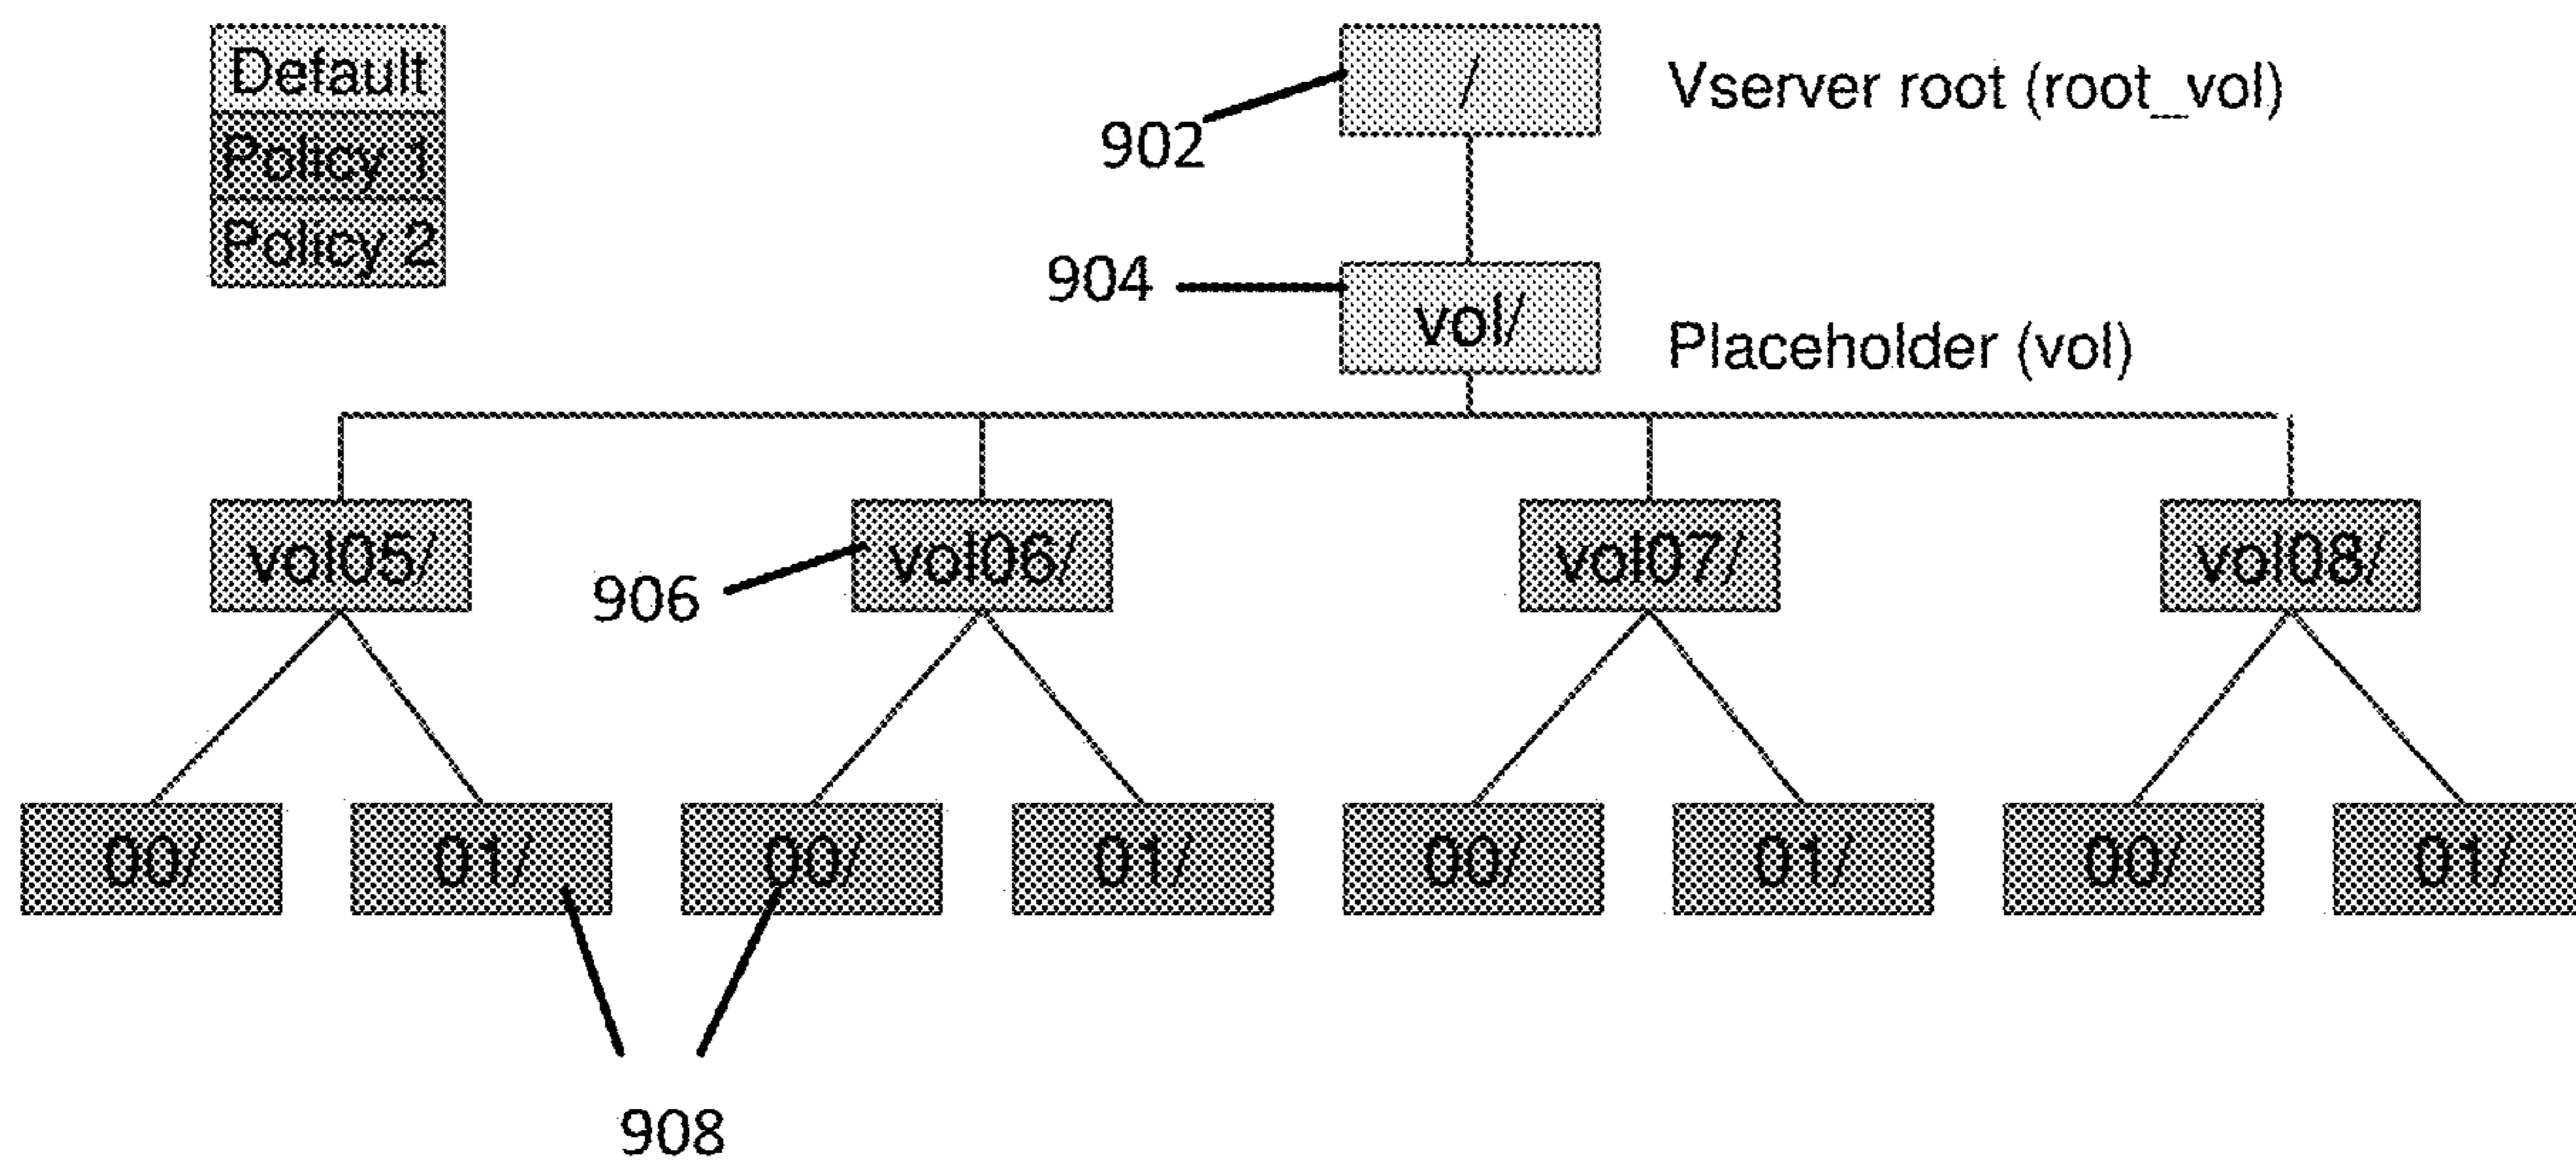 Default
Policy 1
Policy 2
/
Vserver root (root_vol)
902
904
vol/
Placeholder (vol)
vol05/
vol06/
vol07/
vol08/
906
00/
01/
00/
01/
00/
01/
00/
01/
908